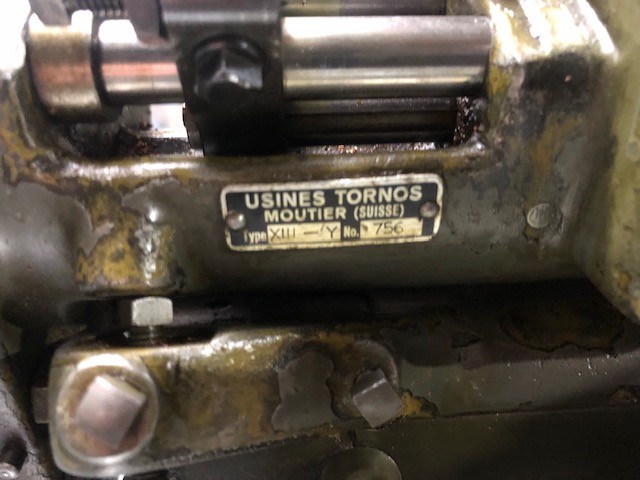 USINES TORNOS
MOUTIER (SUISSE)
Type XIII - Y No. 756